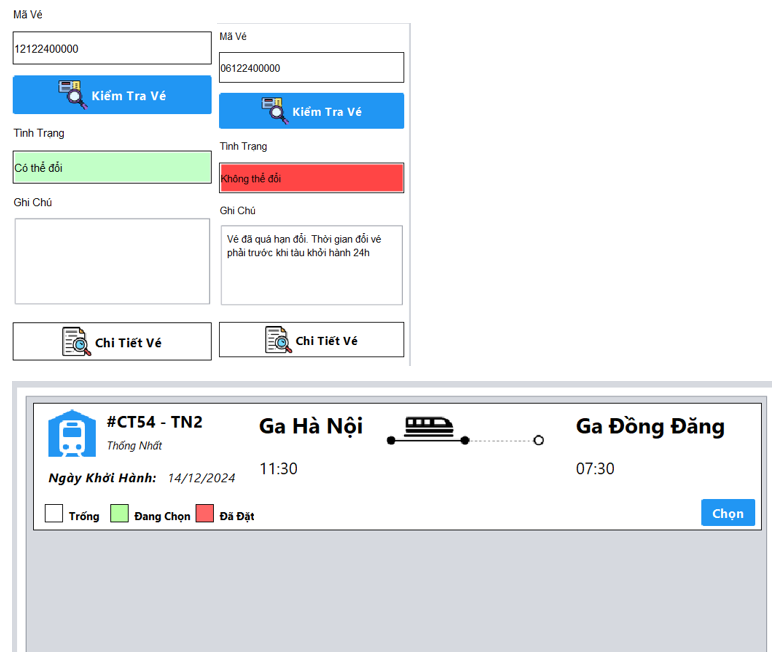 Mã Vé
12122400000
Kiểm Tra Vé
Tình Trạng
Có thể đổi
Ghi Chú
Chi Tiết Vé
Mã Vé
06122400000
Kiểm Tra Vé
Tình Trạng
Không thể đổi
Ghi Chú
Vé đã quá hạn đổi. Thời gian đổi vé
phải trước khi tàu khởi hành 24h
Chi Tiết Vé
#CT54 - TN2
Thống Nhất
Ngày Khởi Hành: 14/12/2024
Ga Hà Nội
11:30
Ga Đồng Đăng
07:30
Trống Đang Chọn Đã Đặt
Chọn